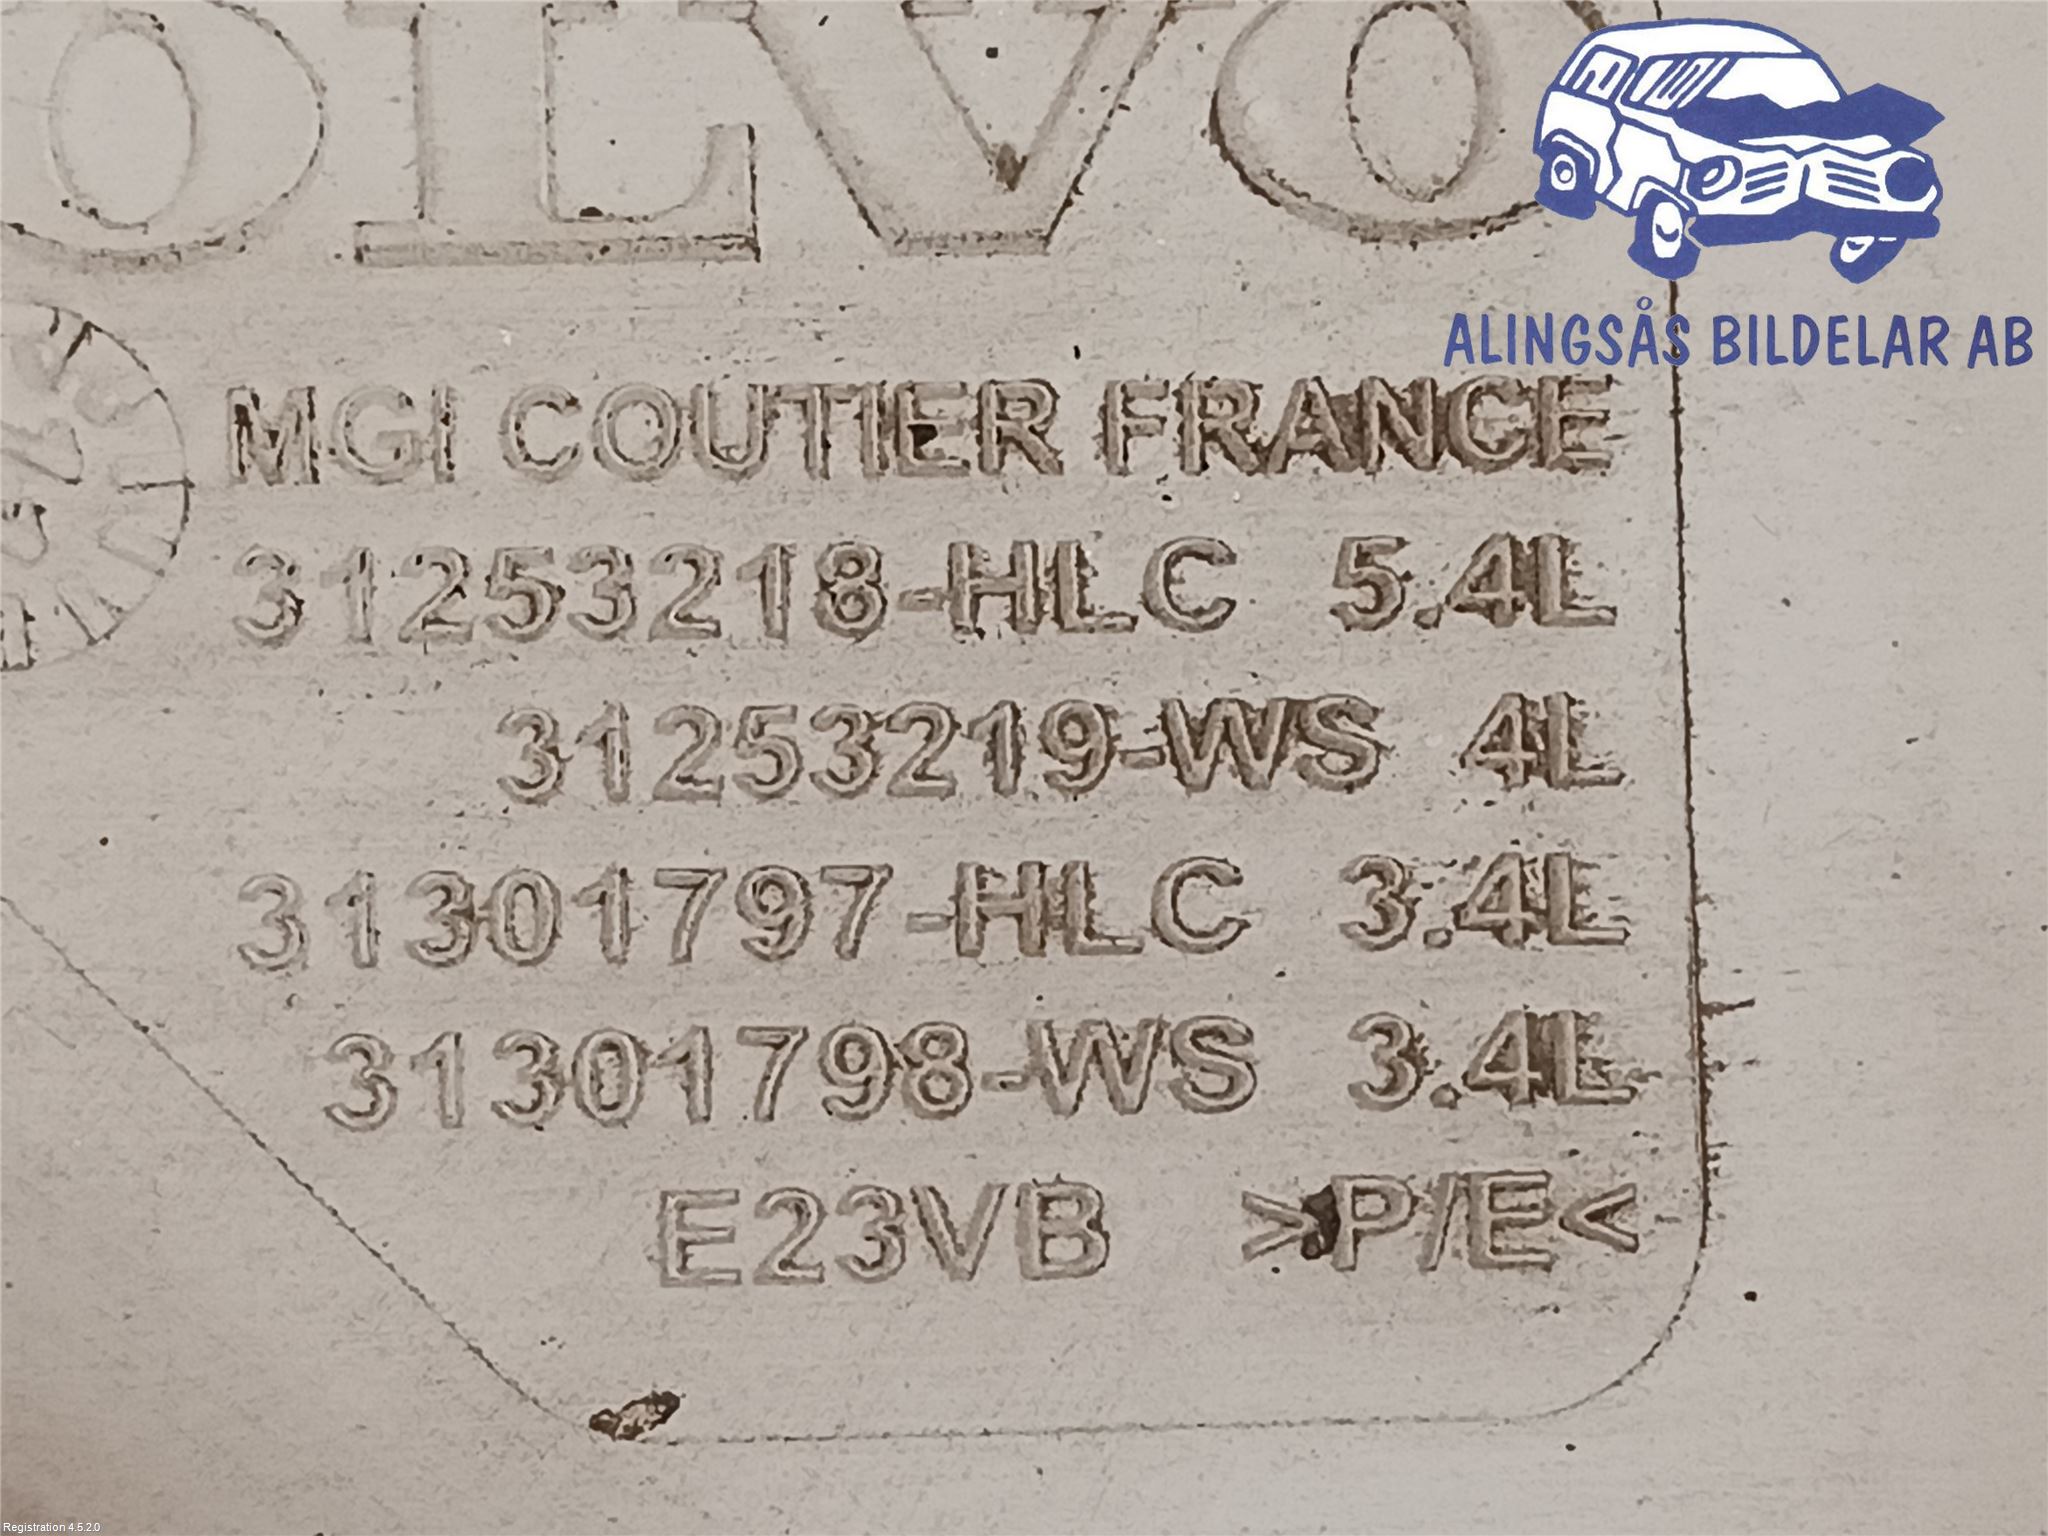 OLVO
ALINGSÅS BILDELAR AB
MGI COUTIER FRANCE
31253218-HLC 5.4L
31253219-WS 4L
31301797-HLC 3.4L
31301798-WS 3.4L
E23VB >P/E<
Registration 4.5.2.0